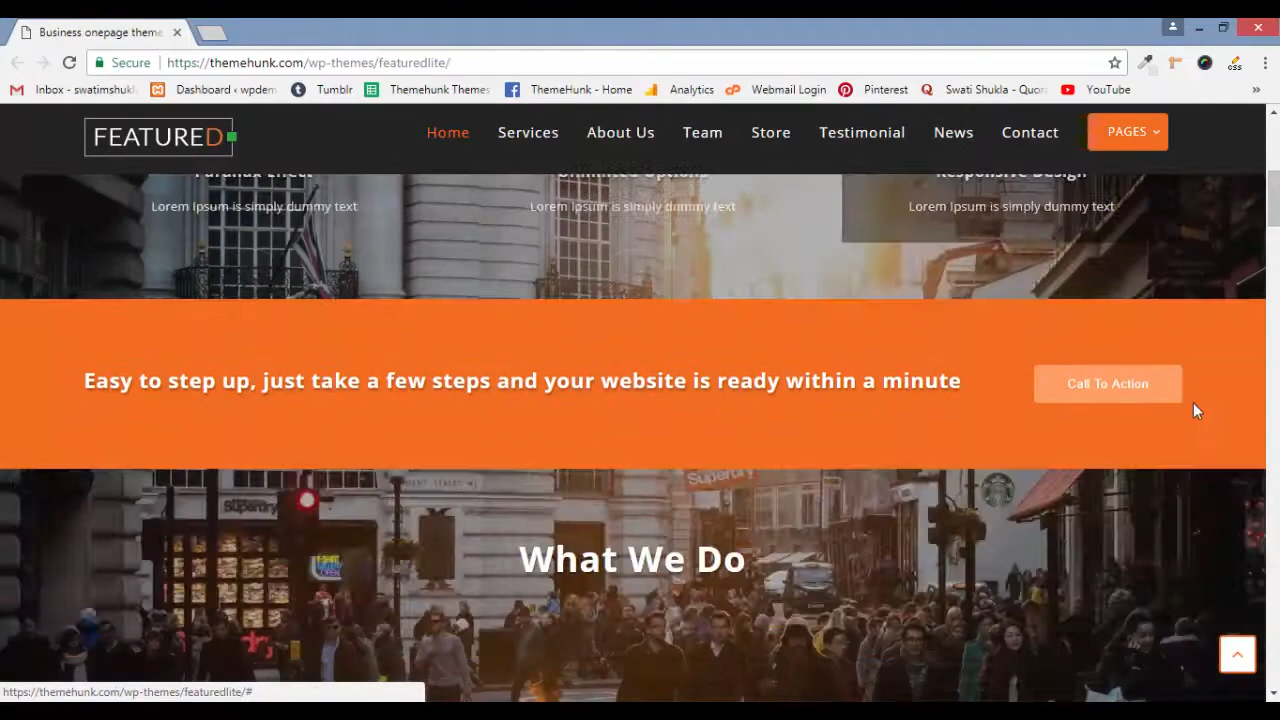 Business onepage theme
Secure https://themehunk.com/wp-themes/featuredlite/
Inbox - swatimshukl
Dashboard ‹ wpdem
Tumblr
Themehunk Themes
ThemeHunk - Home
Analytics
Webmail Login
Pinterest
Swati Shukla - Quor
YouTube
css
FEATURED
Home Services About Us Team Store Testimonial News Contact PAGES
Parallax Effect Unlimited Options Responsive Design
Lorem Ipsum is simply dummy text Lorem Ipsum is simply dummy text Lorem Ipsum is simply dummy text
Easy to step up, just take a few steps and your website is ready within a minute
Call To Action
Superdry
Superdry
What We Do
https://themehunk.com/wp-themes/featuredlite/#